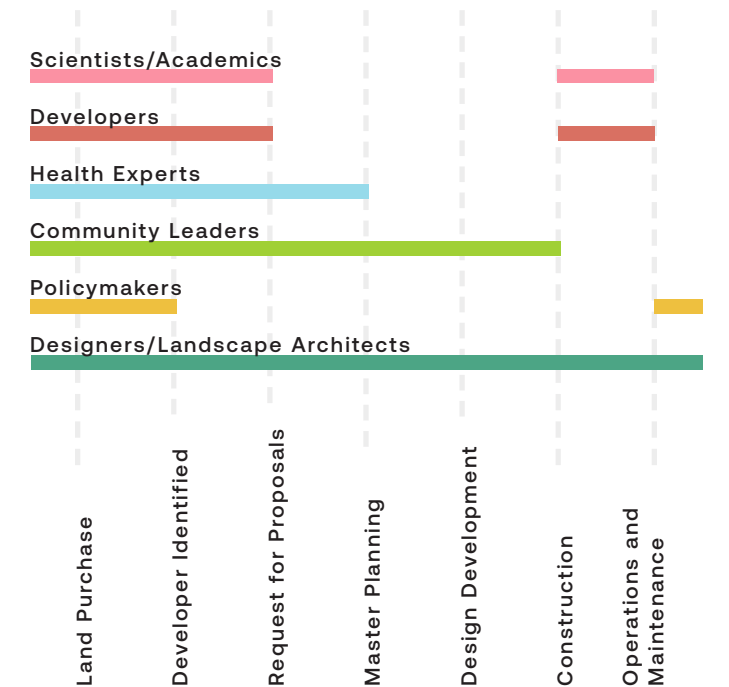 Scientists/Academics
Developers
Health Experts
Community Leaders
Policymakers
Designers/Landscape Architects
Land Purchase
Developer Identified
Request for Proposals
Master Planning
Design Development
Construction
Operations and
Maintenance